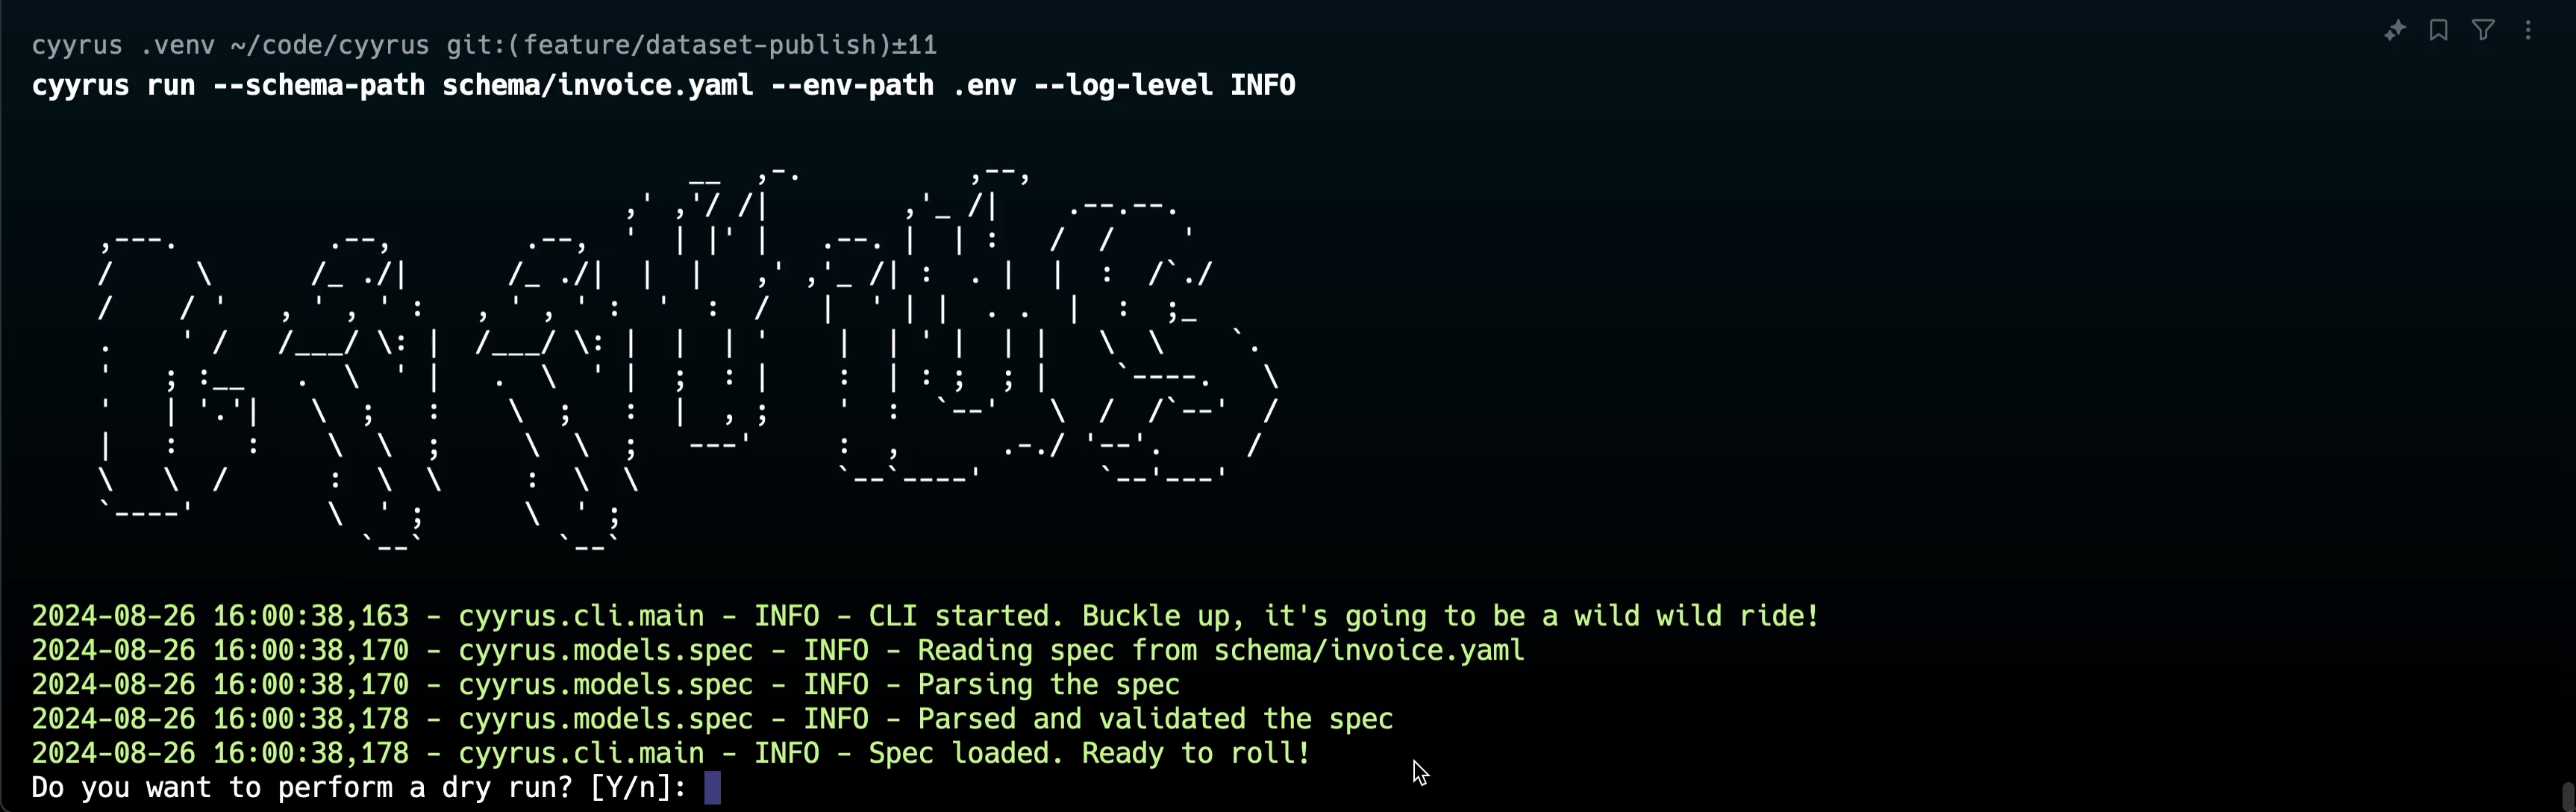 cyyrus .venv ~/code/cyyrus git:(feature/dataset-publish)±11
cyyrus run --schema-path schema/invoice.yaml --env-path .env --log-level INFO
cyyrus
2024-08-26 16:00:38,163 - cyyrus.cli.main - INFO - CLI started. Buckle up, it's going to be a wild wild ride!
2024-08-26 16:00:38,170 - cyyrus.models.spec - INFO - Reading spec from schema/invoice.yaml
2024-08-26 16:00:38,170 - cyyrus.models.spec - INFO - Parsing the spec
2024-08-26 16:00:38,178 - cyyrus.models.spec - INFO - Parsed and validated the spec
2024-08-26 16:00:38,178 - cyyrus.cli.main - INFO - Spec loaded. Ready to roll!
Do you want to perform a dry run? [Y/n]: